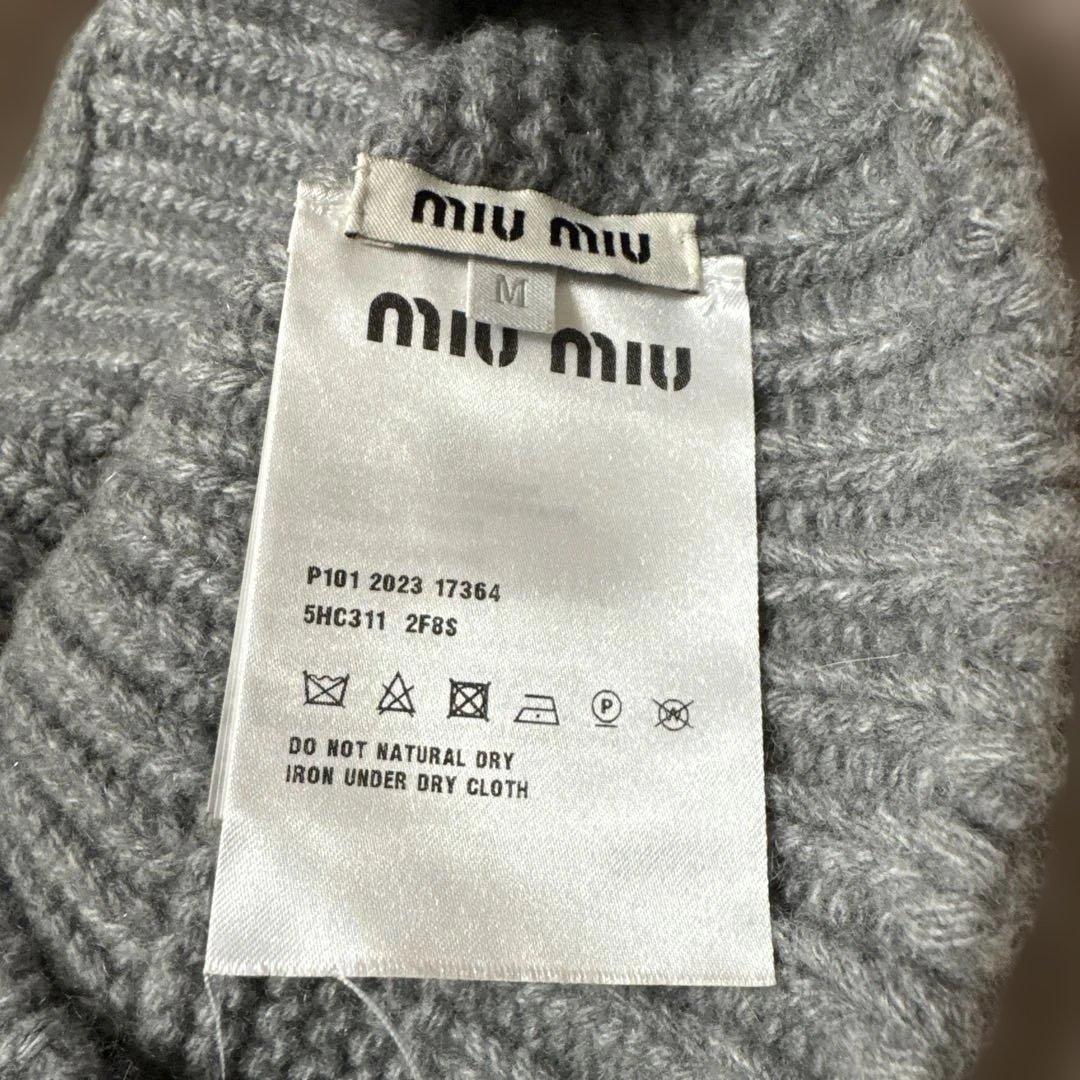 miu miu
M
miu miu
P101 2023 17364
5HC311 2F8S
P W
DO NOT NATURAL DRY
IRON UNDER DRY CLOTH